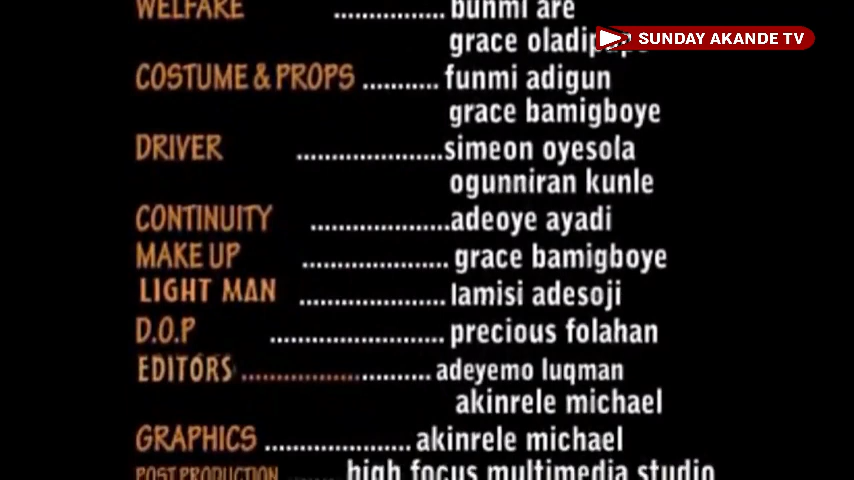 WELFARE .................. bunmi are
SUNDAY AKANDE TV
grace
COSTUME & PROPS ............ funmi adigun
grace bamigboye
DRIVER .......................simeon oyesola
ogunniran kunle
CONTINUITY ......................adeoye ayadi
MAKE UP ....................... grace bamigboye
LIGHT MAN ....................... lamisi adesoji
D.O.P ........................... precious folahan
EDITORS .............................. adeyemo luqman
akinrele michael
GRAPHICS ....................... akinrele michael
POST PRODUCTION ........ high focus multimedia studio